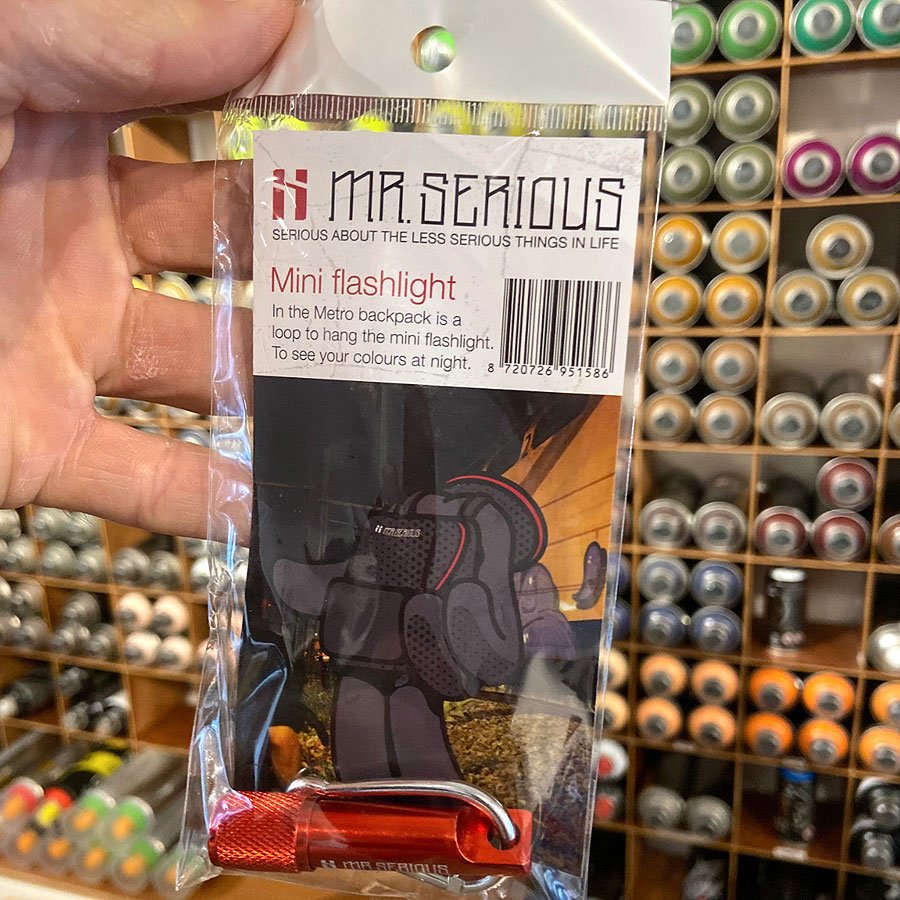 MR. SERIOUS
SERIOUS ABOUT THE LESS SERIOUS THINGS IN LIFE
Mini flashlight
In the Metro backpack is a
loop to hang the mini flashlight.
To see your colours at night.
8 720726 951586
MR.SERIOUS
MR.SERIOUS